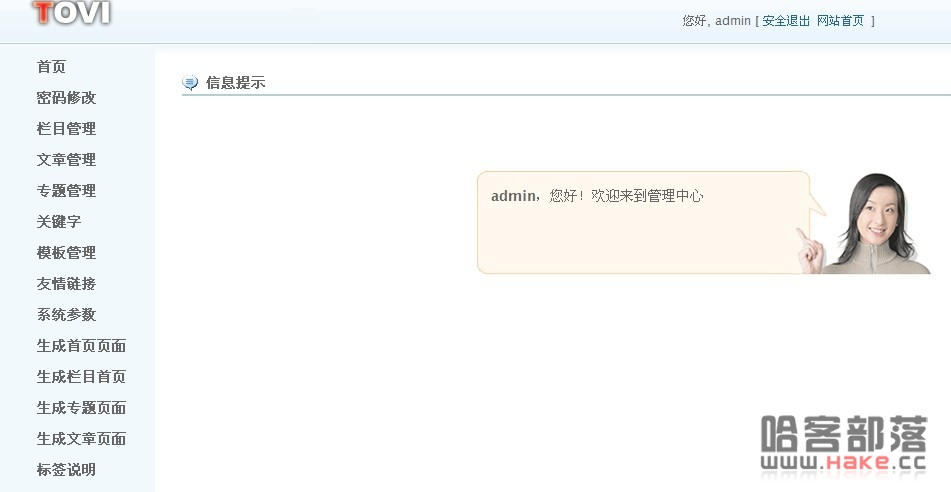 TOVI
您好, admin [ 安全退出 网站首页 ]
首页
密码修改
栏目管理
文章管理
专题管理
关键字
模板管理
友情链接
系统参数
生成首页页面
生成栏目首页
生成专题页面
生成文章页面
标签说明
信息提示
admin，您好！欢迎来到管理中心
哈客部落
www.HAKE.CC